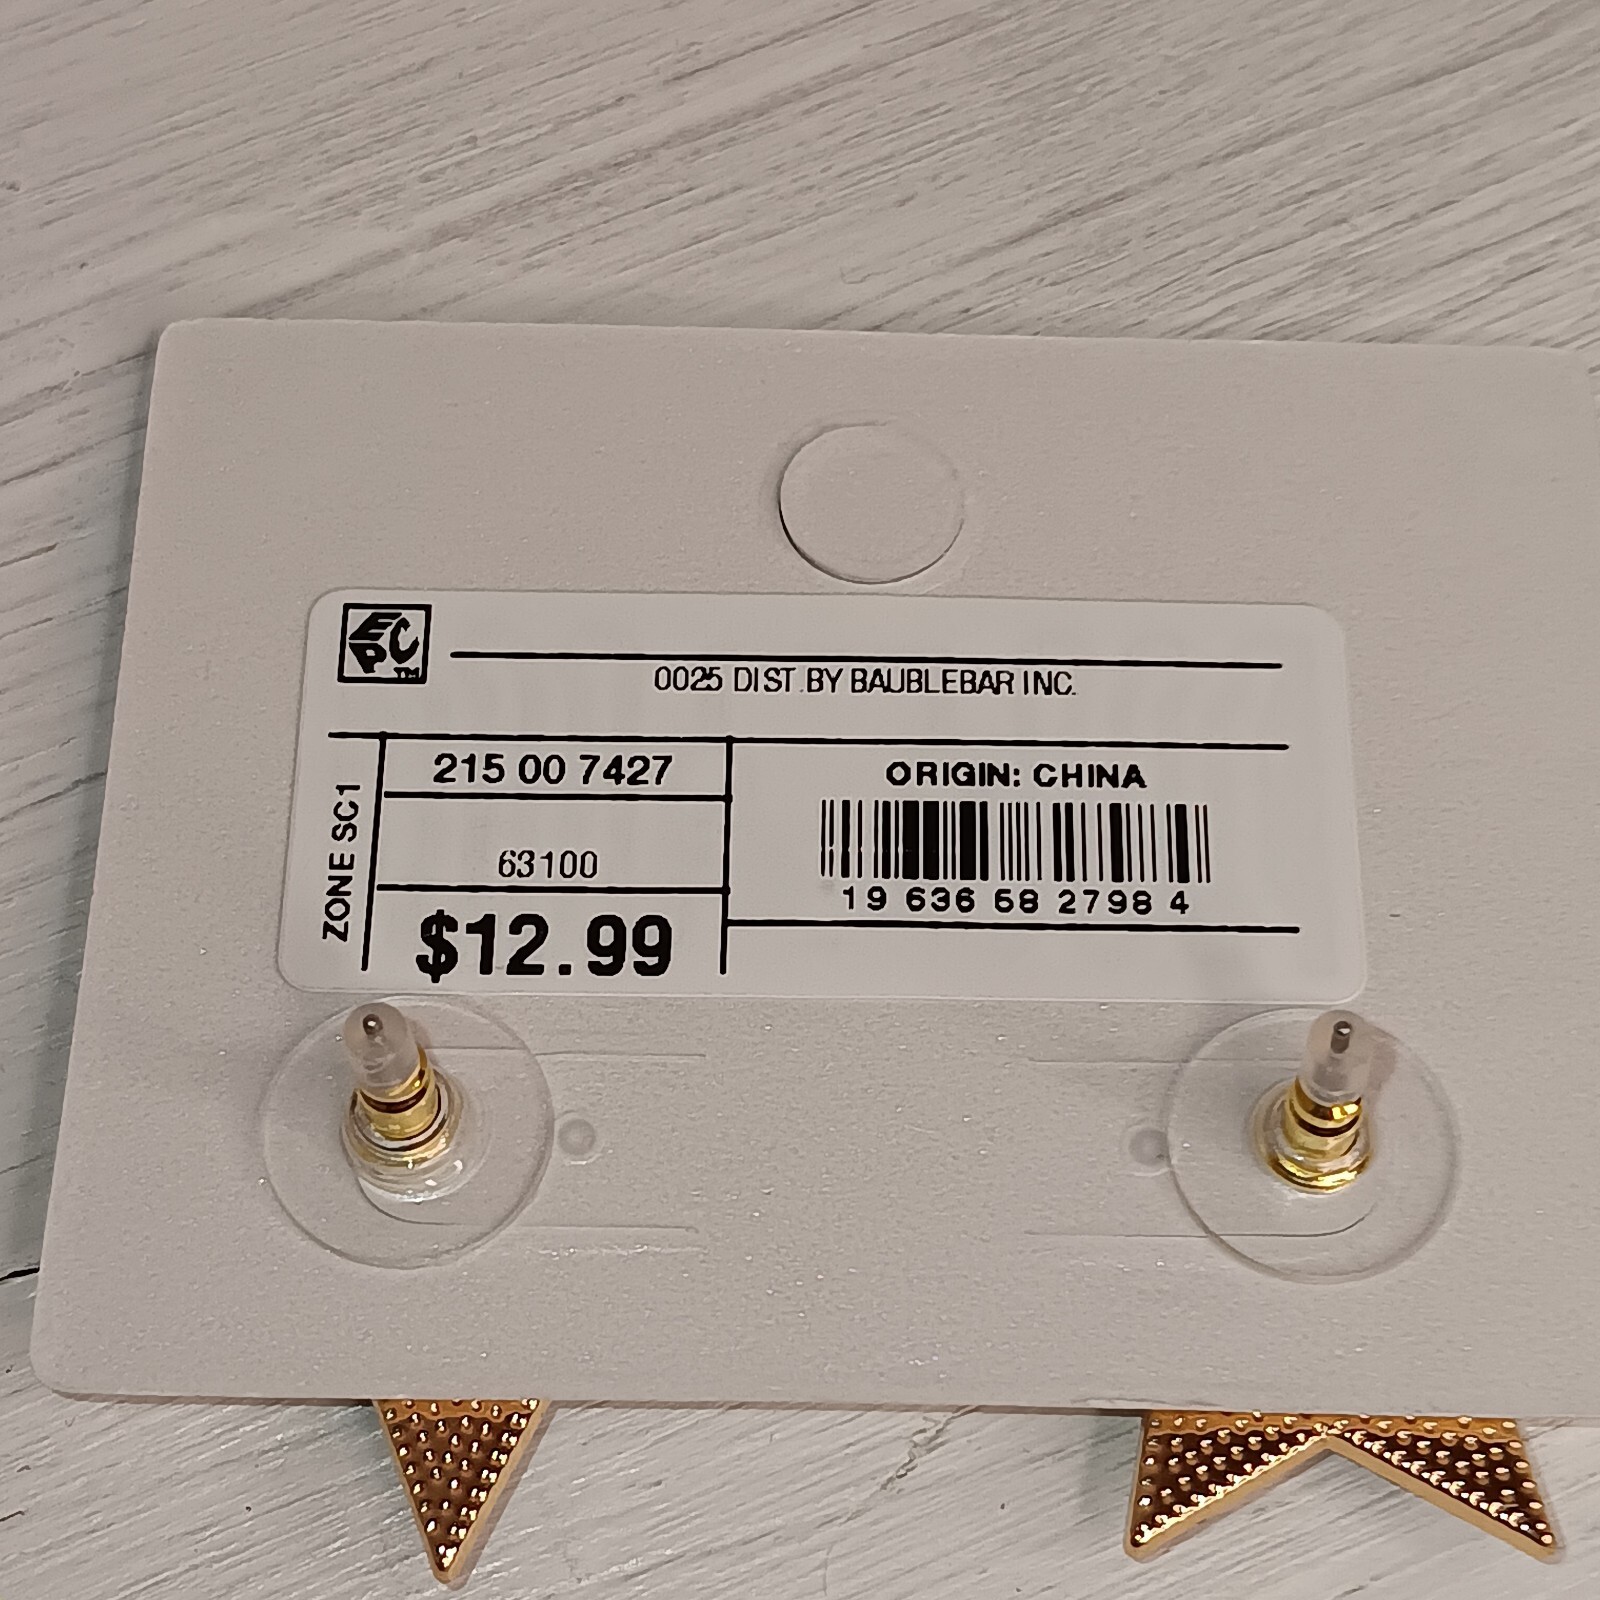 EPC TM
0025 DIST.BY BAUBLEBAR INC.
ZONE SC1
215 00 7427
63100
$12.99
ORIGIN: CHINA
19 636 68 2798 4